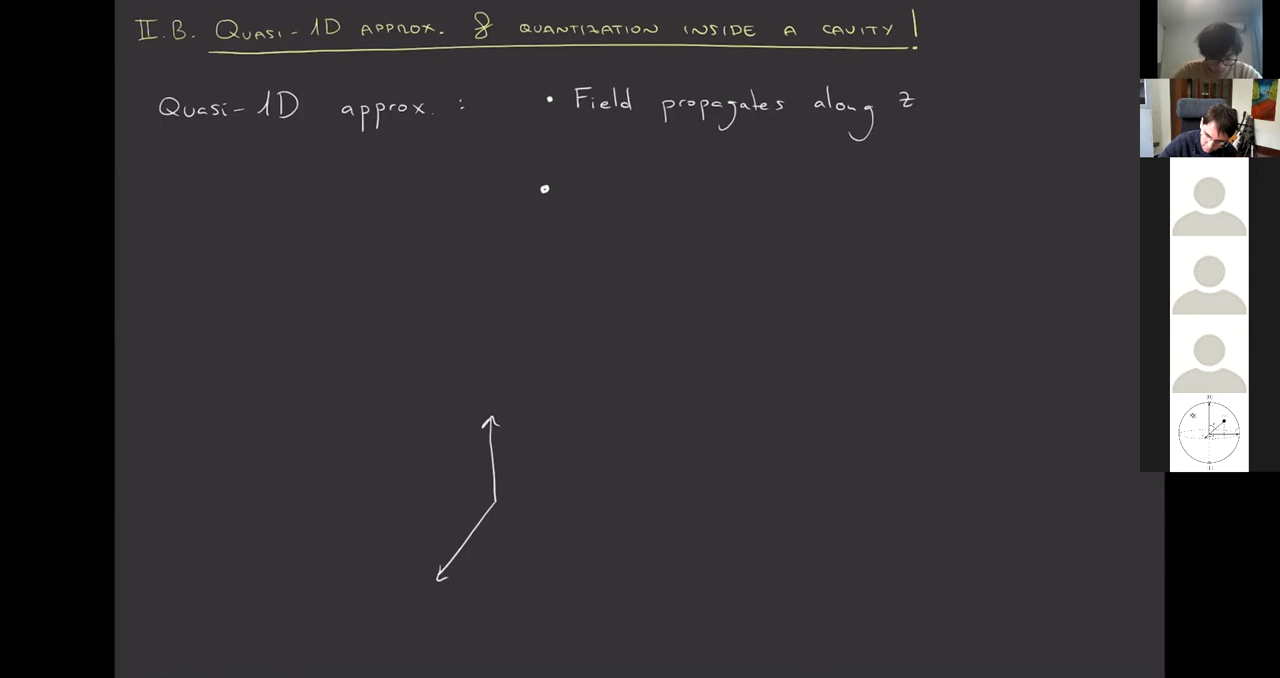 II.B. QUASI-1D APPROX. & QUANTIZATION INSIDE A CAVITY!
Quasi-1D approx. : • Field propagates along z
•